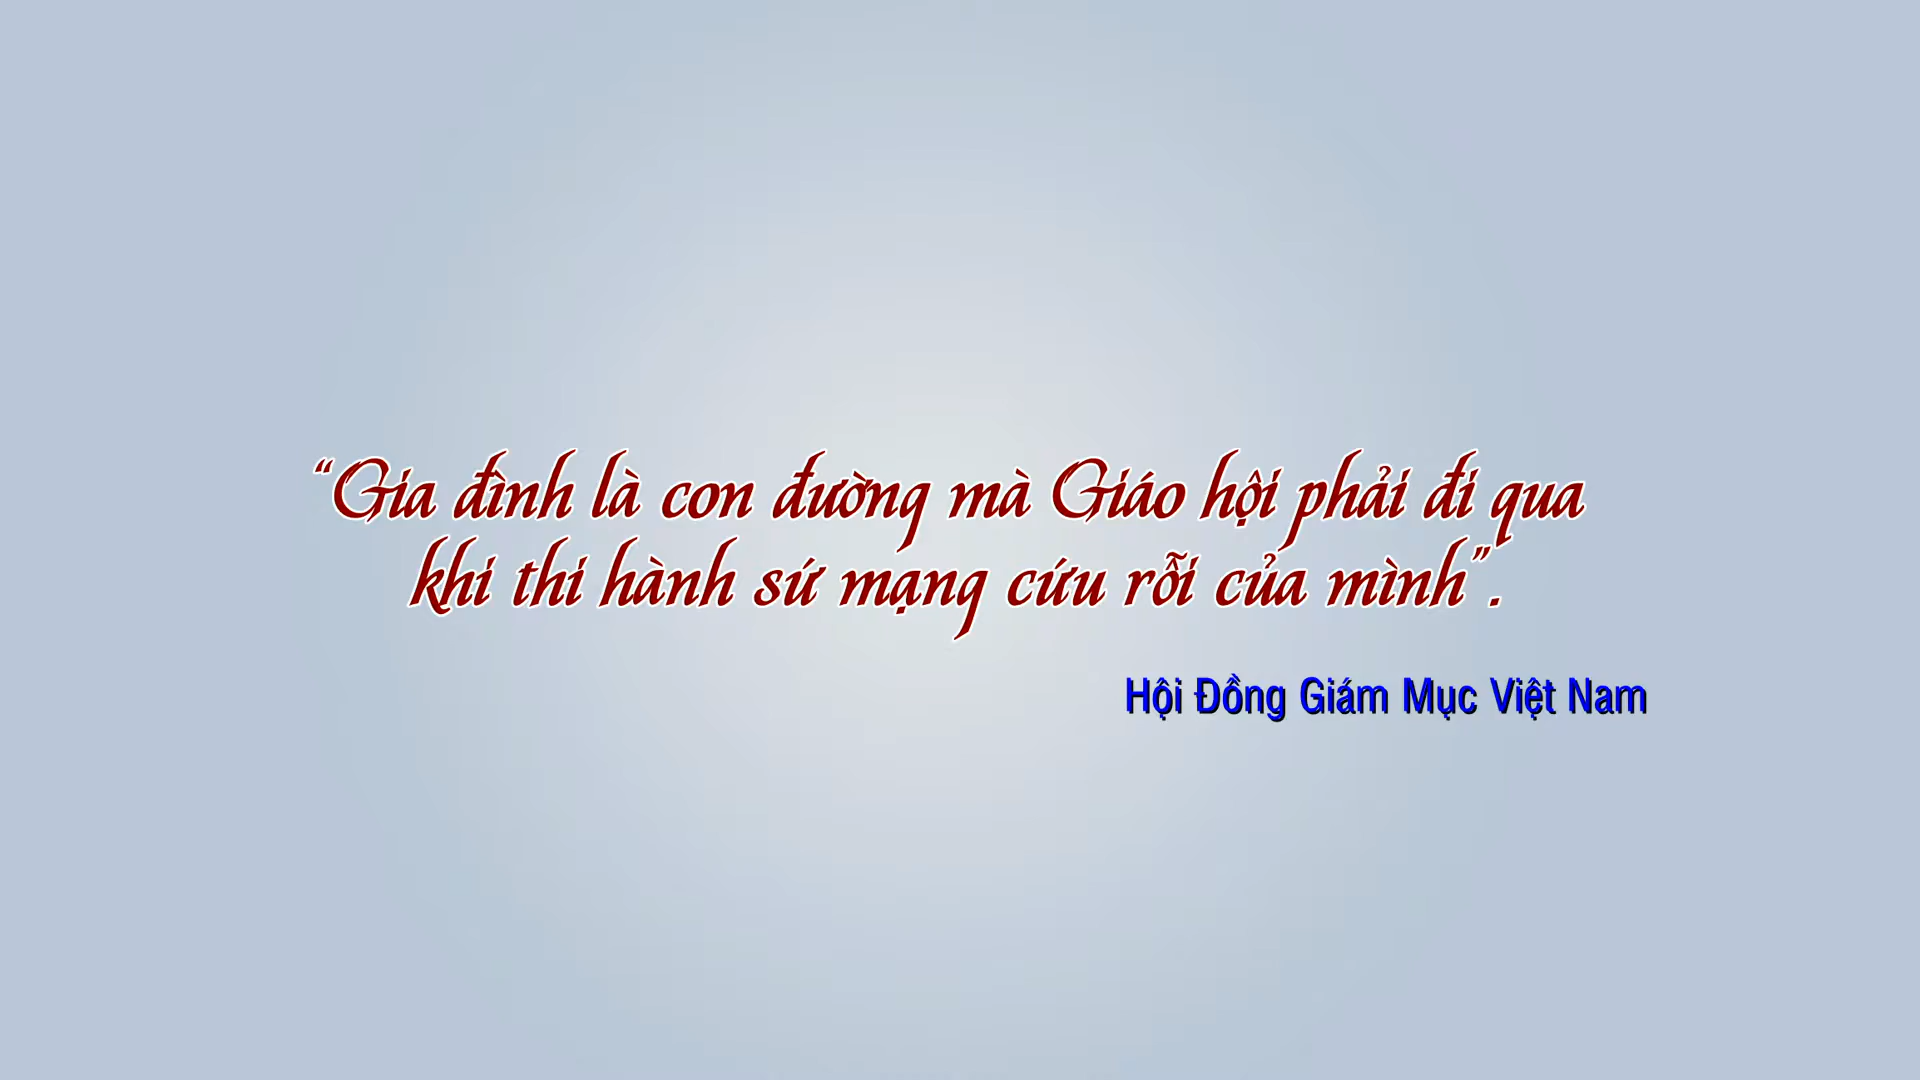 “Gia đình là con đường mà Giáo hội phải đi qua
khi thi hành sứ mạng cứu rỗi của mình”.
Hội Đồng Giám Mục Việt Nam